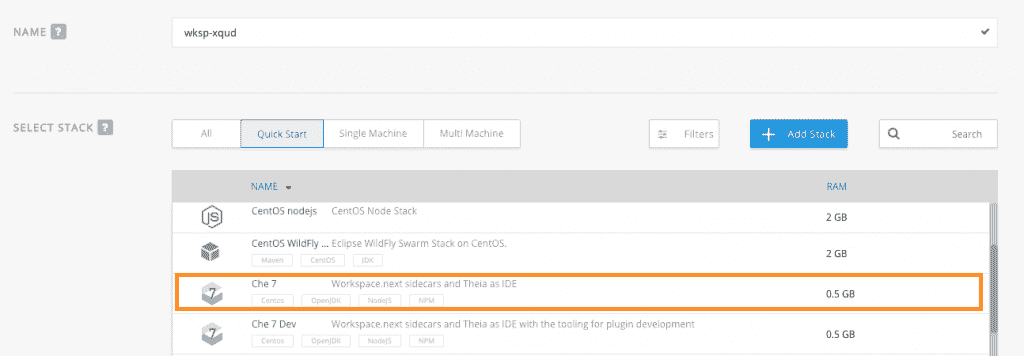 NAME ?
wksp-xqud
SELECT STACK ?
All Quick Start Single Machine Multi Machine Filters Add Stack Search
NAME RAM
JS CentOS nodejs CentOS Node Stack 2 GB
CentOS WildFly ... Eclipse WildFly Swarm Stack on CentOS. 2 GB
Maven CentOS JDK
7 Che 7 Workspace.next sidecars and Theia as IDE 0.5 GB
Centos OpenJDK NodeJS NPM
7 Che 7 Dev Workspace.next sidecars and Theia as IDE with the tooling for plugin development 0.5 GB
Centos OpenJDK NodeJS NPM